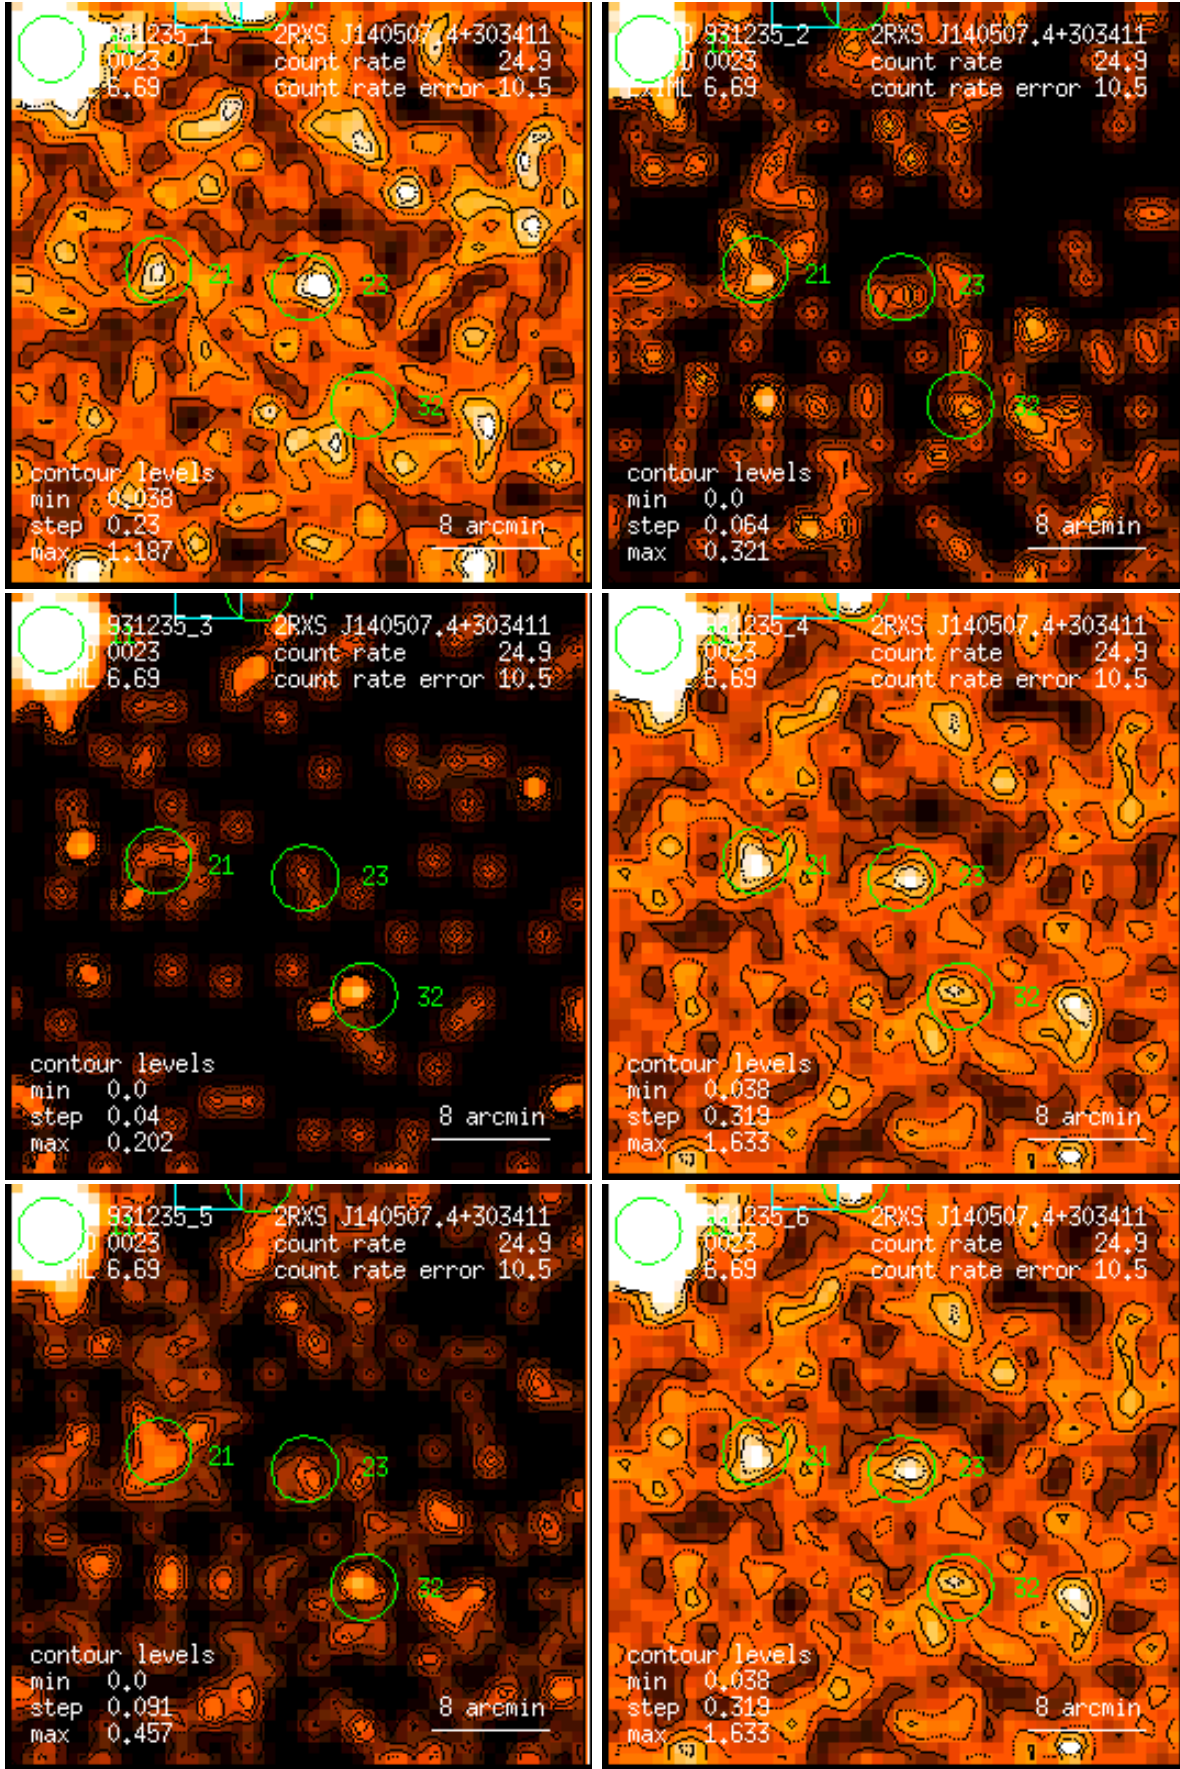 931235_1 2RXS J140507.4+303411
0023 count rate 24.9
6.69 count rate error 10.5
21
23
32
contour levels
min 0.038
step 0.23
max 1.187
8 arcmin
931235_2 2RXS J140507.4+303411
0023 count rate 24.9
6.69 count rate error 10.5
21
23
32
contour levels
min 0.0
step 0.064
max 0.321
8 arcmin
931235_3 2RXS J140507.4+303411
0023 count rate 24.9
6.69 count rate error 10.5
21
23
32
contour levels
min 0.0
step 0.04
max 0.202
8 arcmin
931235_4 2RXS J140507.4+303411
0023 count rate 24.9
6.69 count rate error 10.5
21
23
32
contour levels
min 0.038
step 0.319
max 1.633
8 arcmin
931235_5 2RXS J140507.4+303411
0023 count rate 24.9
6.69 count rate error 10.5
21
23
32
contour levels
min 0.0
step 0.091
max 0.457
8 arcmin
931235_6 2RXS J140507.4+303411
0023 count rate 24.9
6.69 count rate error 10.5
21
23
32
contour levels
min 0.038
step 0.319
max 1.633
8 arcmin